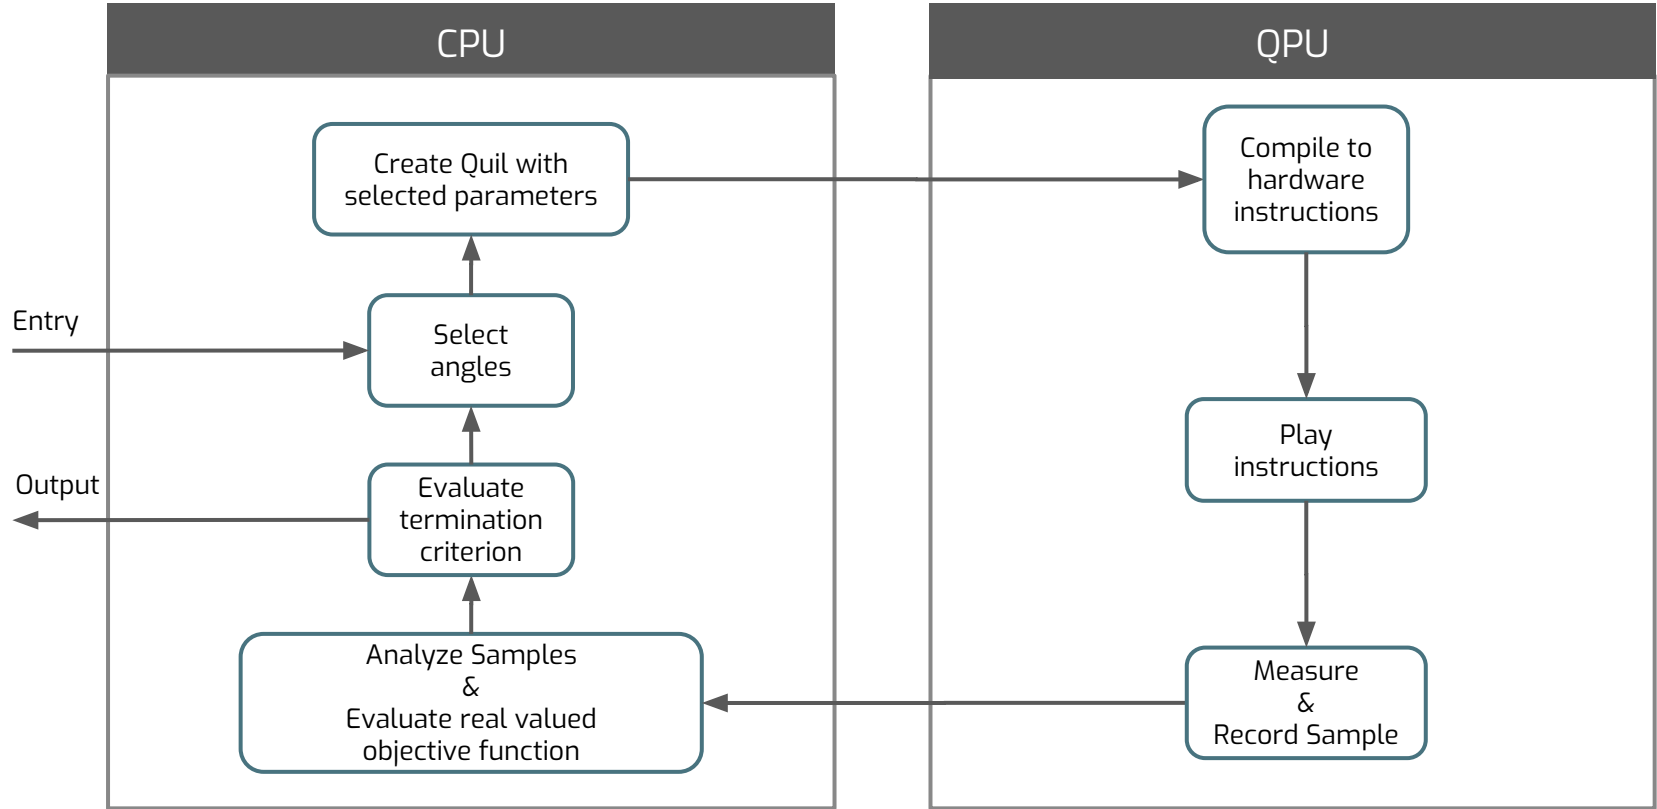 CPU
QPU
Create Quil with
selected parameters
Compile to
hardware
instructions
Entry
Select
angles
Play
instructions
Output
Evaluate
termination
criterion
Analyze Samples
&
Evaluate real valued
objective function
Measure
&
Record Sample